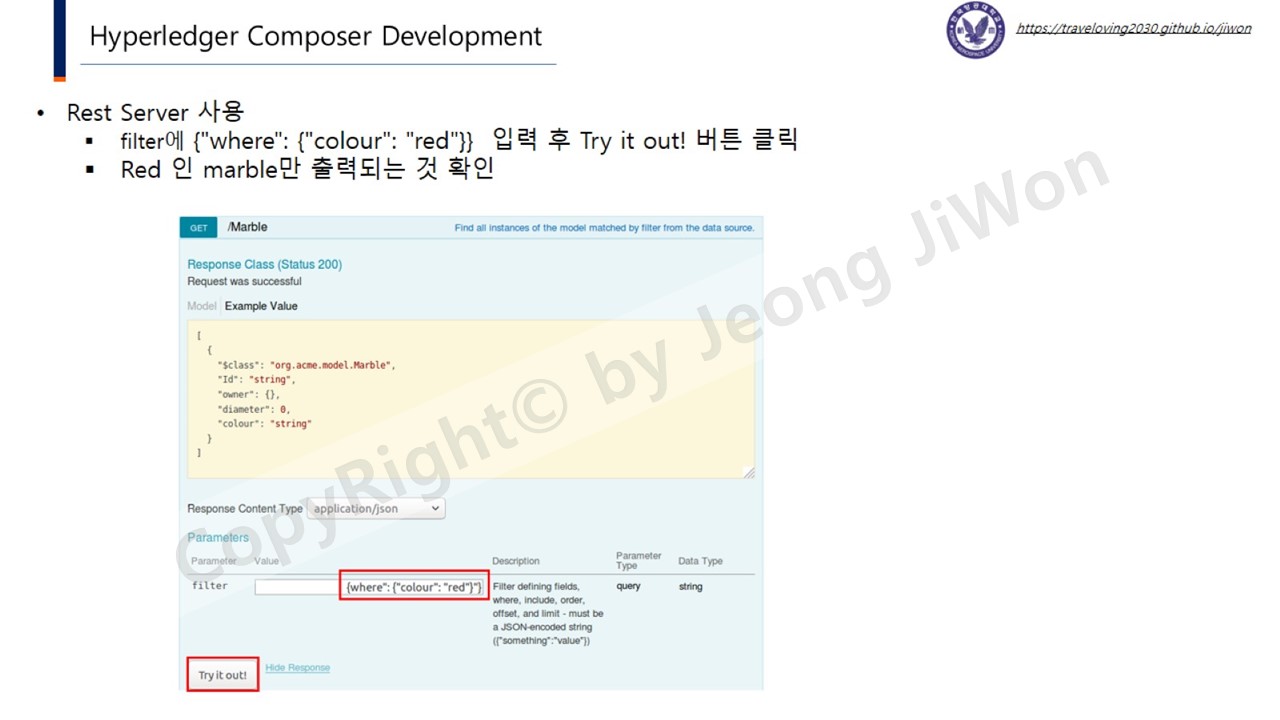 Hyperledger Composer Development
https://traveloving2030.github.io/jiwon
• Rest Server 사용
▪ filter에 {"where": {"colour": "red"}} 입력 후 Try it out! 버튼 클릭
▪ Red 인 marble만 출력되는 것 확인
GET /Marble Find all instances of the model matched by filter from the data source.
Response Class (Status 200)
Request was successful
Model Example Value
[
{
"$class": "org.acme.model.Marble",
"Id": "string",
"owner": {},
"diameter": 0,
"colour": "string"
}
]
Response Content Type application/json
Parameters
Parameter Value Description Parameter Type Data Type
filter {where": {"colour": "red"}"} Filter defining fields, query string
where, include, order,
offset, and limit - must be
a JSON-encoded string
({"something":"value"})
Try it out! Hide Response
CopyRight© by Jeong JiWon